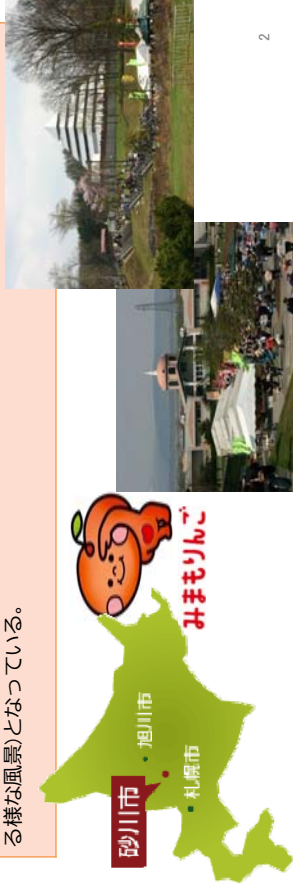 る様な風景)となっている。
みまもりんご
旭川市
砂川市
札幌市
2